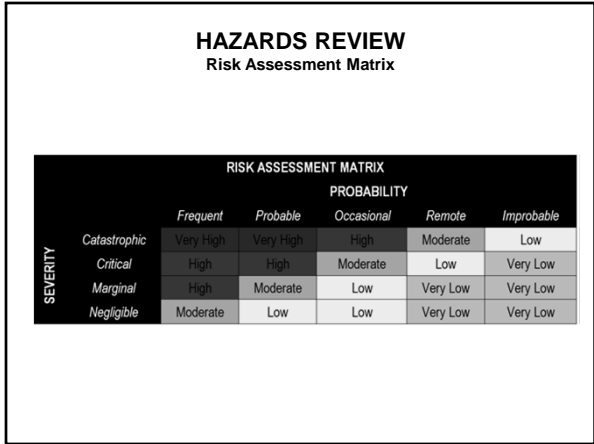 HAZARDS REVIEW
Risk Assessment Matrix
RISK ASSESSMENT MATRIX
PROBABILITY
Frequent Probable Occasional Remote Improbable
SEVERITY
Catastrophic Very High Very High High Moderate Low
Critical High High Moderate Low Very Low
Marginal High Moderate Low Very Low Very Low
Negligible Moderate Low Low Very Low Very Low